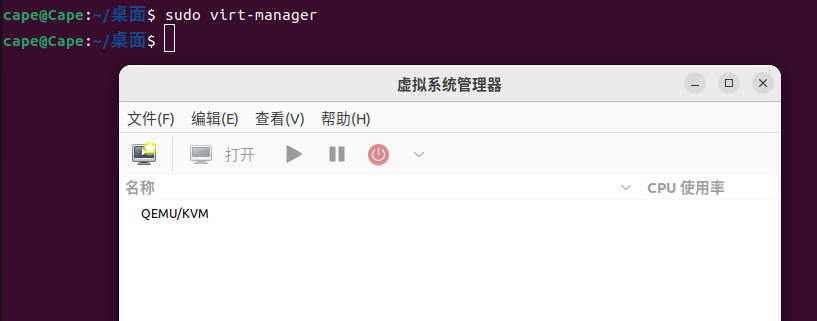 cape@Cape:~/桌面$ sudo virt-manager
cape@Cape:~/桌面$
虚拟系统管理器
文件(F) 编辑(E) 查看(V) 帮助(H)
打开
名称 CPU 使用率
QEMU/KVM